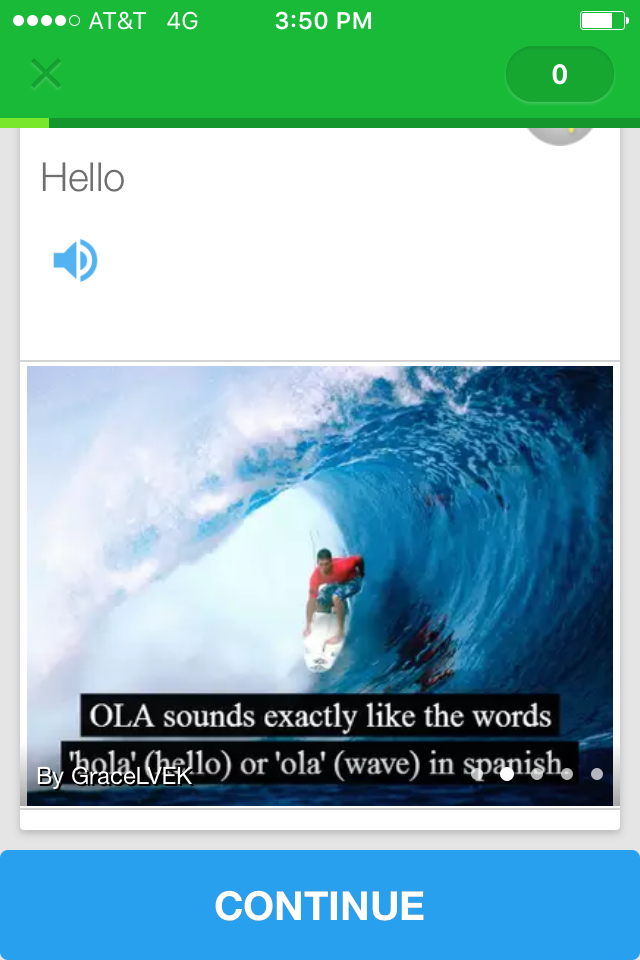 AT&T 4G 3:50 PM
0
Hello
OLA sounds exactly like the words
'hola' (hello) or 'ola' (wave) in spanish.
By GraceLVEK
CONTINUE